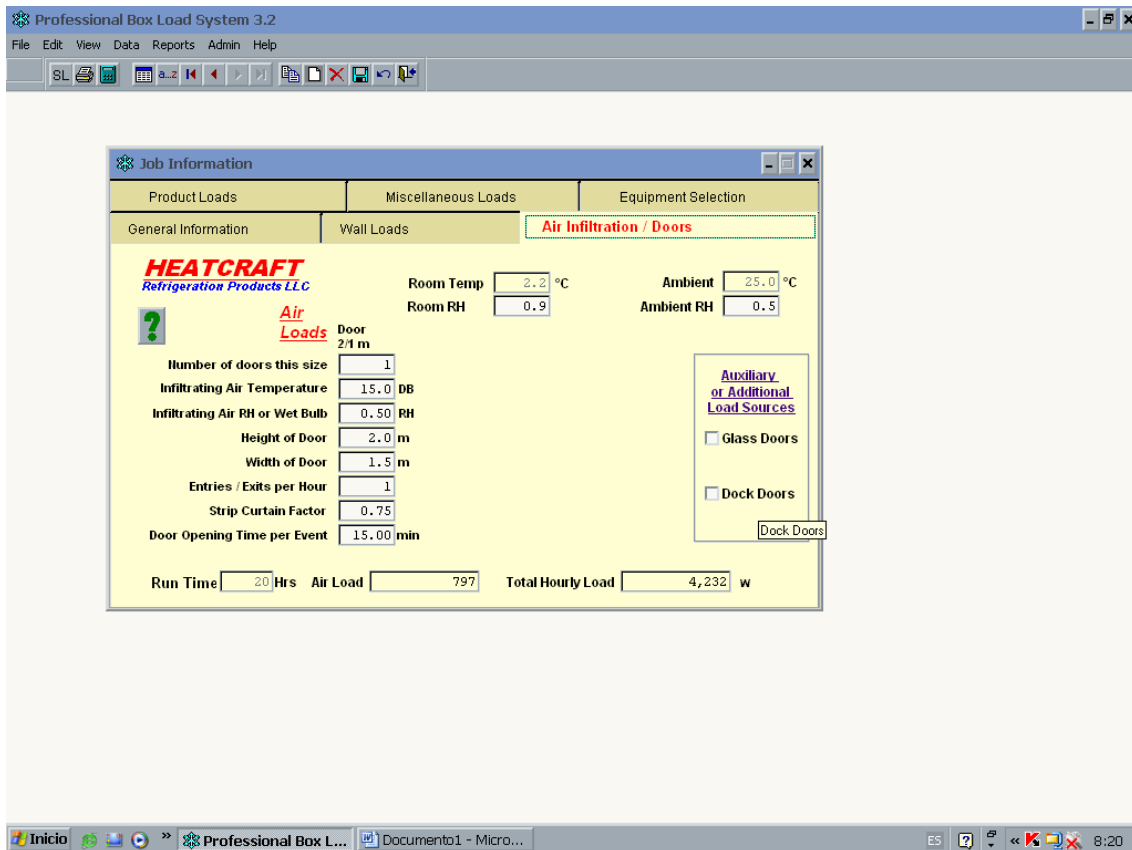 Professional Box Load System 3.2
File Edit View Data Reports Admin Help
SL a..z
Job Information
Product Loads Miscellaneous Loads Equipment Selection
General Information Wall Loads Air Infiltration / Doors
HEATCRAFT
Refrigeration Products LLC
Room Temp 2.2 °C Ambient 25.0 °C
Room RH 0.9 Ambient RH 0.5
?
Air
Loads
Door
2/1 m
Number of doors this size 1
Infiltrating Air Temperature 15.0 DB
Infiltrating Air RH or Wet Bulb 0.50 RH
Height of Door 2.0 m
Width of Door 1.5 m
Entries / Exits per Hour 1
Strip Curtain Factor 0.75
Door Opening Time per Event 15.00 min
Auxiliary
or Additional
Load Sources
Glass Doors
Dock Doors
Dock Doors
Run Time 20 Hrs Air Load 797 Total Hourly Load 4,232 w
Inicio » Professional Box L... Documento1 - Micro... ES ? « K 8:20